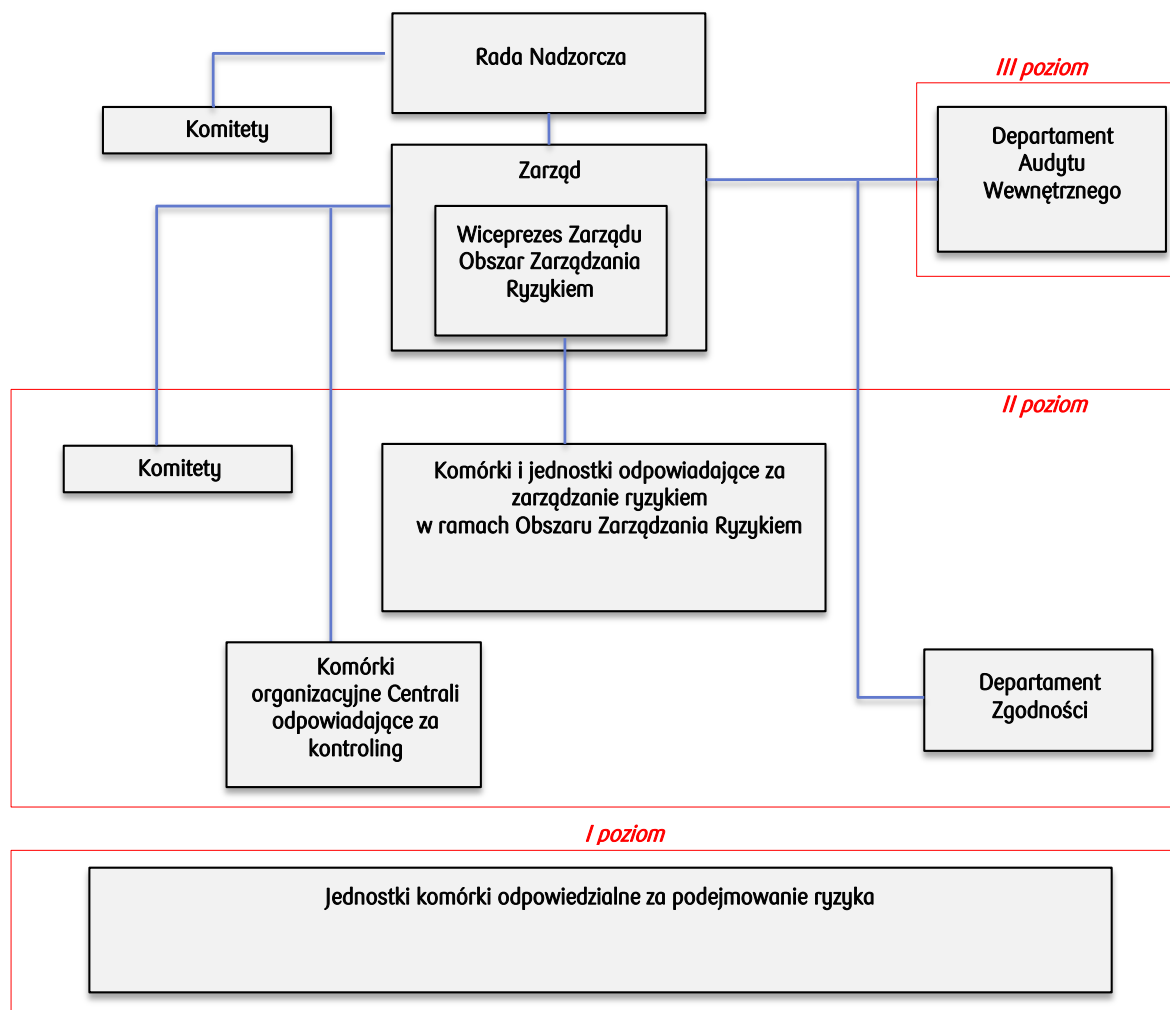 Rada Nadzorcza
III poziom
Komitety
Departament
Audytu
Wewnętrznego
Zarząd
Wiceprezes Zarządu
Obszar Zarządzania
Ryzykiem
II poziom
Komitety
Komórki i jednostki odpowiadające za
zarządzanie ryzykiem
w ramach Obszaru Zarządzania Ryzykiem
Komórki
organizacyjne Centrali
odpowiadające za
kontroling
Departament
Zgodności
I poziom
Jednostki komórki odpowiedzialne za podejmowanie ryzyka